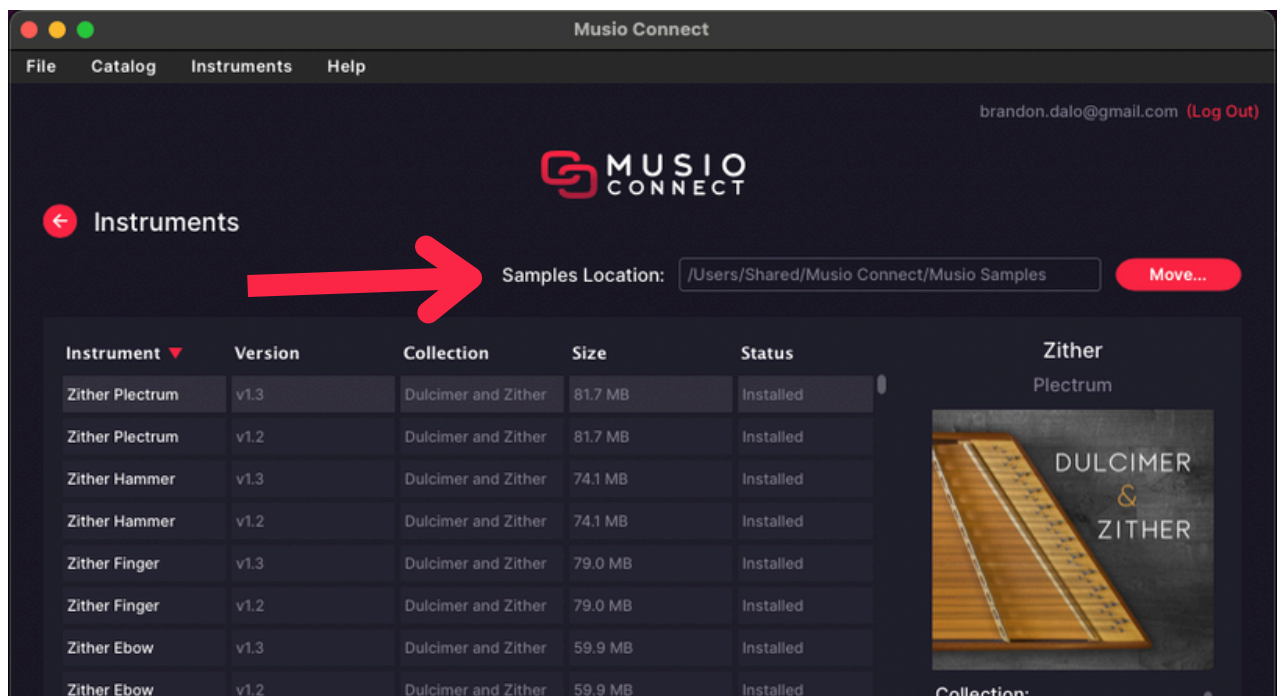 Musio Connect
File Catalog Instruments Help
brandon.dalo@gmail.com (Log Out)
MUSIO
CONNECT
Instruments
Samples Location: /Users/Shared/Musio Connect/Musio Samples Move...
Instrument Version Collection Size Status
Zither Plectrum v1.3 Dulcimer and Zither 81.7 MB Installed
Zither Plectrum v1.2 Dulcimer and Zither 81.7 MB Installed
Zither Hammer v1.3 Dulcimer and Zither 74.1 MB Installed
Zither Hammer v1.2 Dulcimer and Zither 74.1 MB Installed
Zither Finger v1.3 Dulcimer and Zither 79.0 MB Installed
Zither Finger v1.2 Dulcimer and Zither 79.0 MB Installed
Zither Ebow v1.3 Dulcimer and Zither 59.9 MB Installed
Zither Ebow v1.2 Dulcimer and Zither 59.9 MB Installed
Zither
Plectrum
DULCIMER
&
ZITHER
Collection: